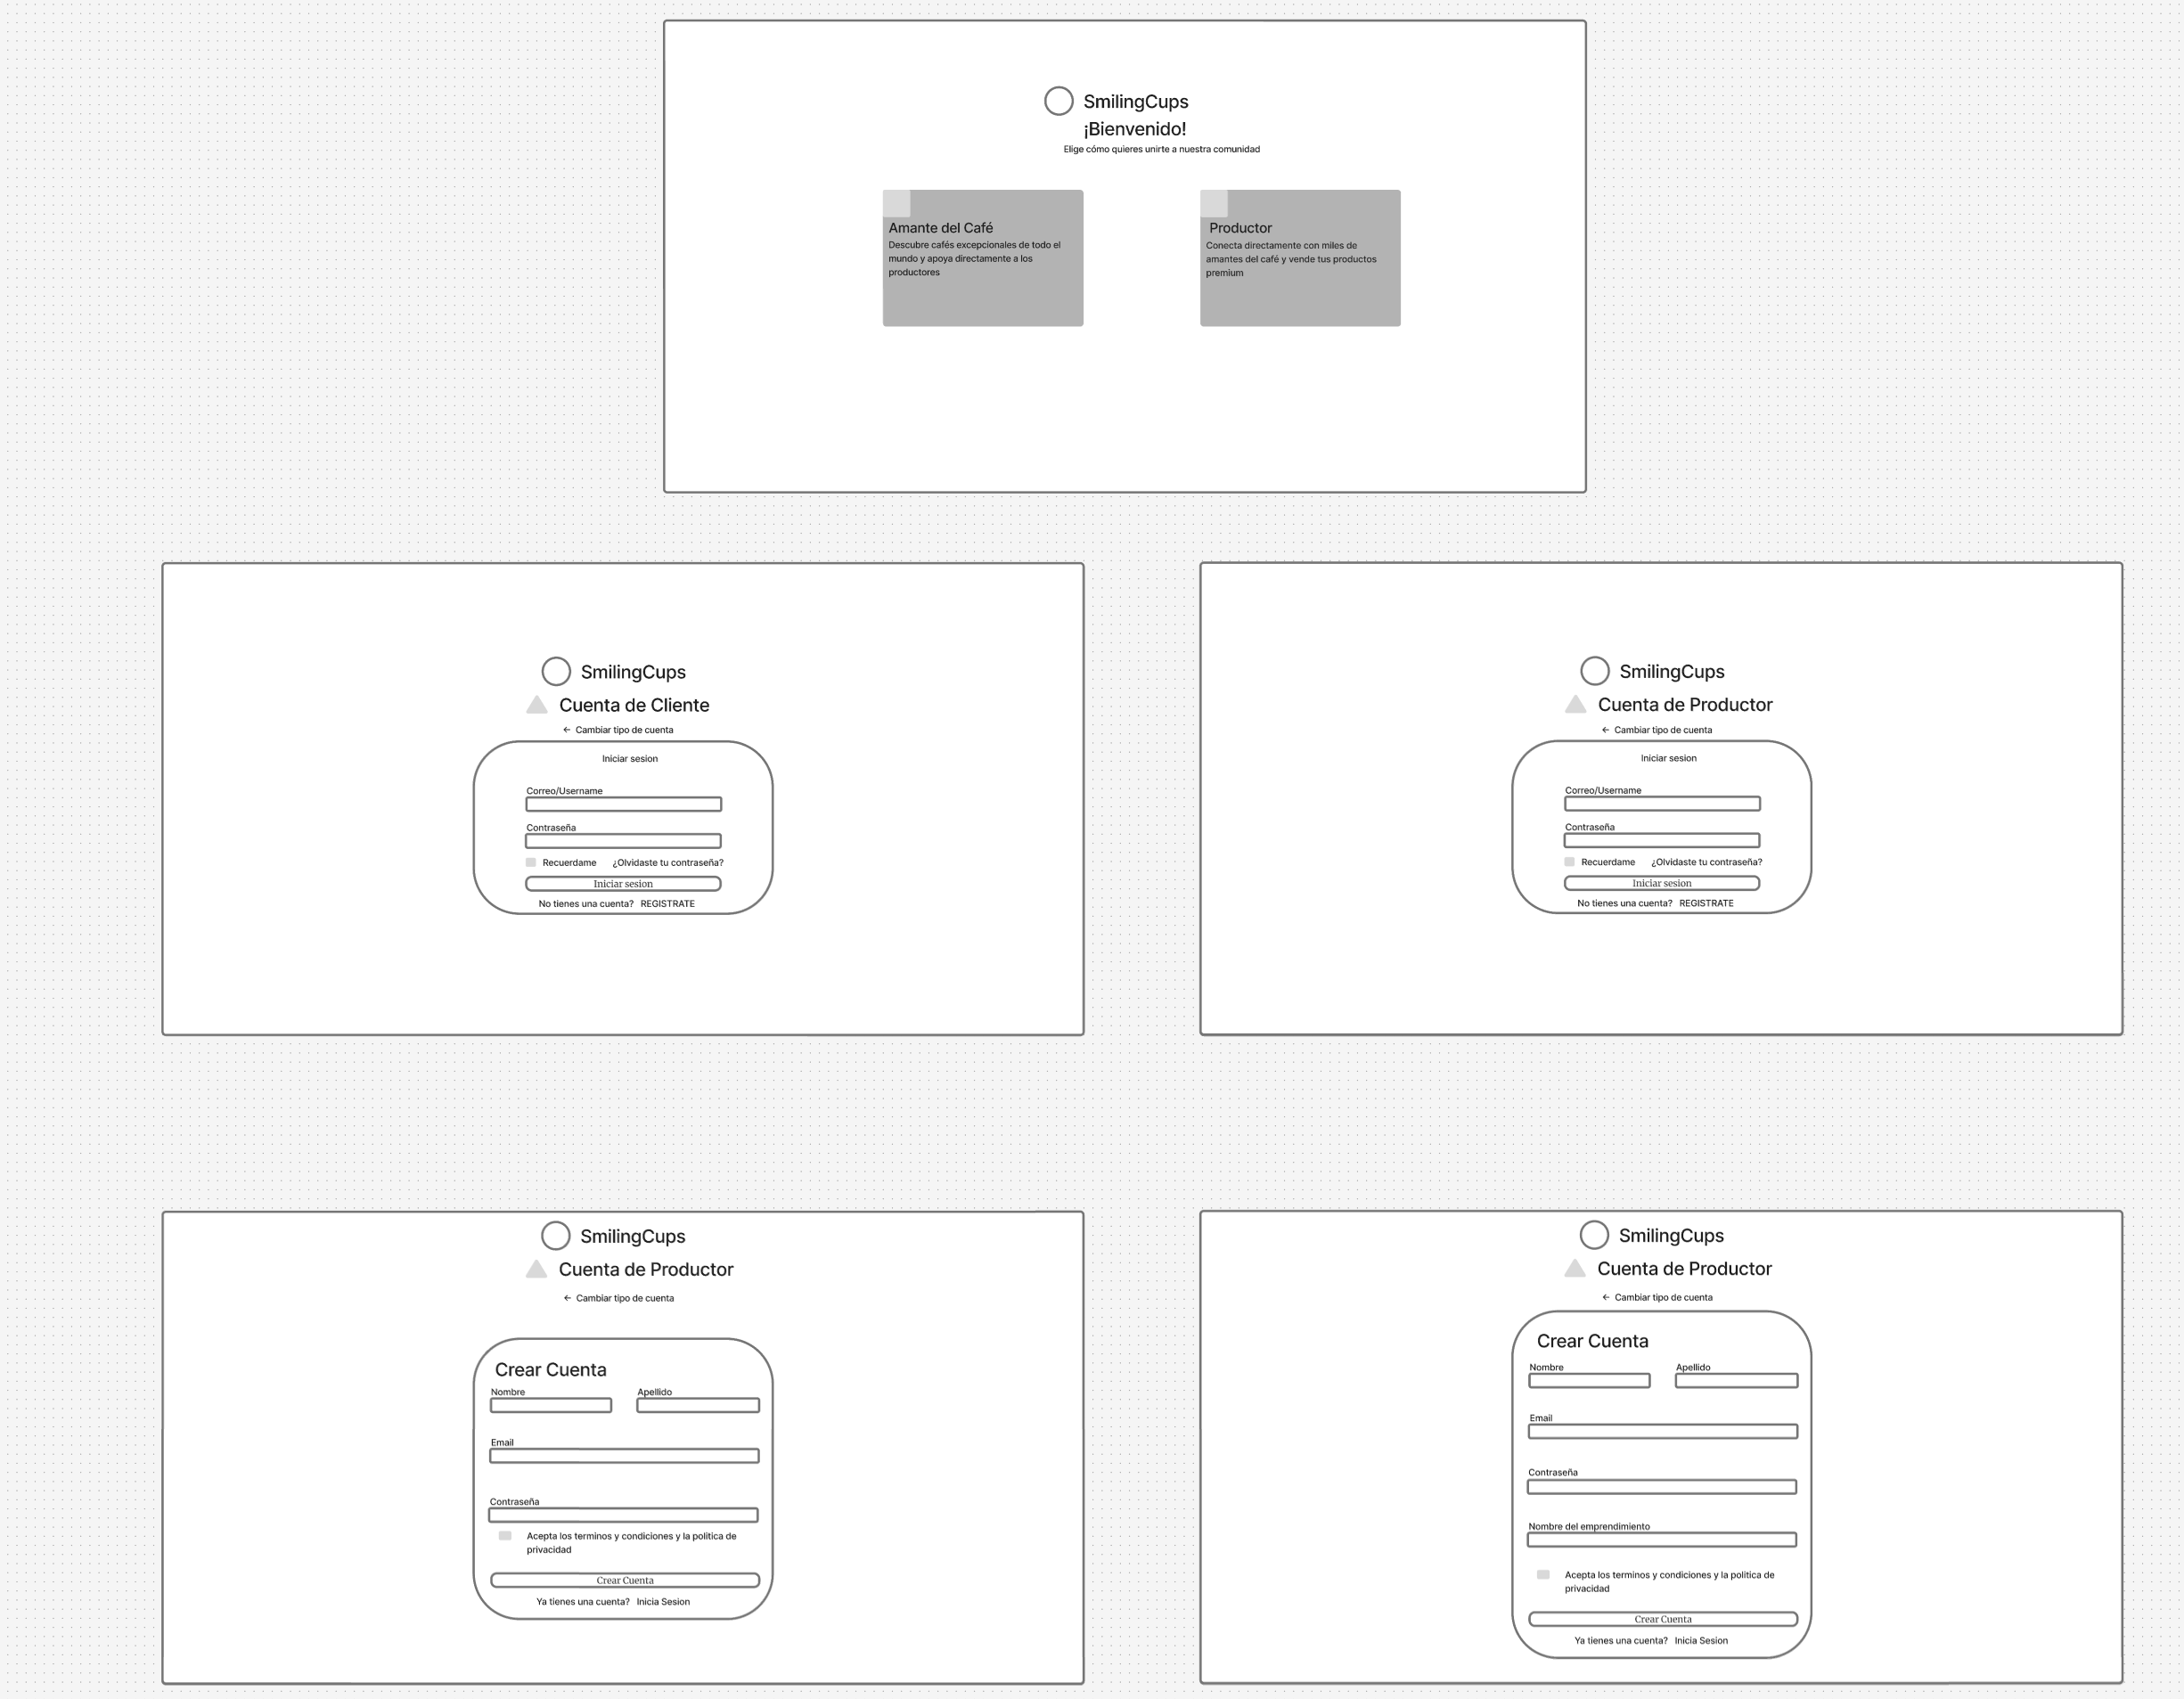 SmilingCups
¡Bienvenido!
Elige cómo quieres unirte a nuestra comunidad
Amante del Café
Descubre cafés excepcionales de todo el
mundo y apoya directamente a los
productores
Productor
Conecta directamente con miles de
amantes del café y vende tus productos
premium
SmilingCups
Cuenta de Cliente
← Cambiar tipo de cuenta
Iniciar sesion
Correo/Username
Contraseña
Recuerdame ¿Olvidaste tu contraseña?
Iniciar sesion
No tienes una cuenta? REGISTRATE
SmilingCups
Cuenta de Productor
← Cambiar tipo de cuenta
Iniciar sesion
Correo/Username
Contraseña
Recuerdame ¿Olvidaste tu contraseña?
Iniciar sesion
No tienes una cuenta? REGISTRATE
SmilingCups
Cuenta de Productor
← Cambiar tipo de cuenta
Crear Cuenta
Nombre Apellido
Email
Contraseña
Acepta los terminos y condiciones y la politica de
privacidad
Crear Cuenta
Ya tienes una cuenta? Inicia Sesion
SmilingCups
Cuenta de Productor
← Cambiar tipo de cuenta
Crear Cuenta
Nombre Apellido
Email
Contraseña
Nombre del emprendimiento
Acepta los terminos y condiciones y la politica de
privacidad
Crear Cuenta
Ya tienes una cuenta? Inicia Sesion